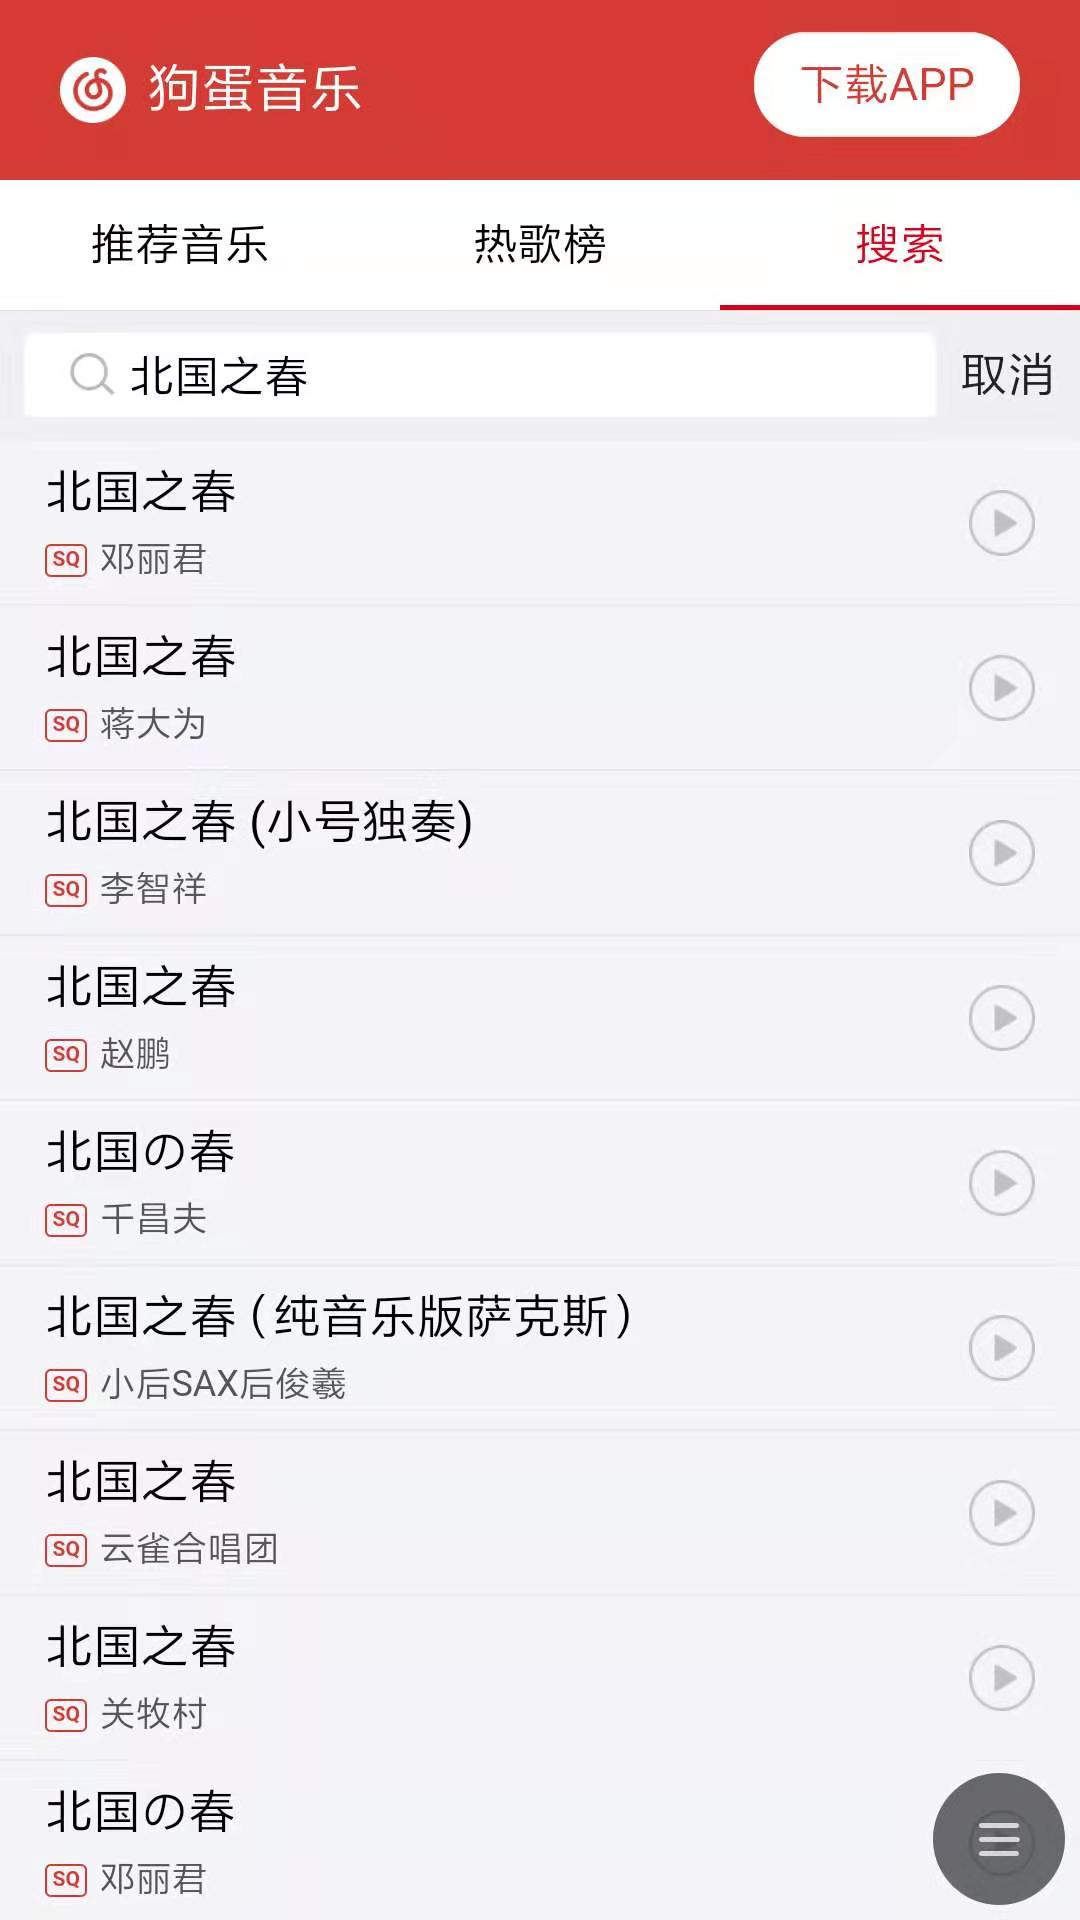 狗蛋音乐
下载APP
推荐音乐 热歌榜 搜索
北国之春 取消
北国之春
SQ 邓丽君
北国之春
SQ 蒋大为
北国之春 (小号独奏)
SQ 李智祥
北国之春
SQ 赵鹏
北国の春
SQ 千昌夫
北国之春（纯音乐版萨克斯）
SQ 小后SAX后俊羲
北国之春
SQ 云雀合唱团
北国之春
SQ 关牧村
北国の春
SQ 邓丽君